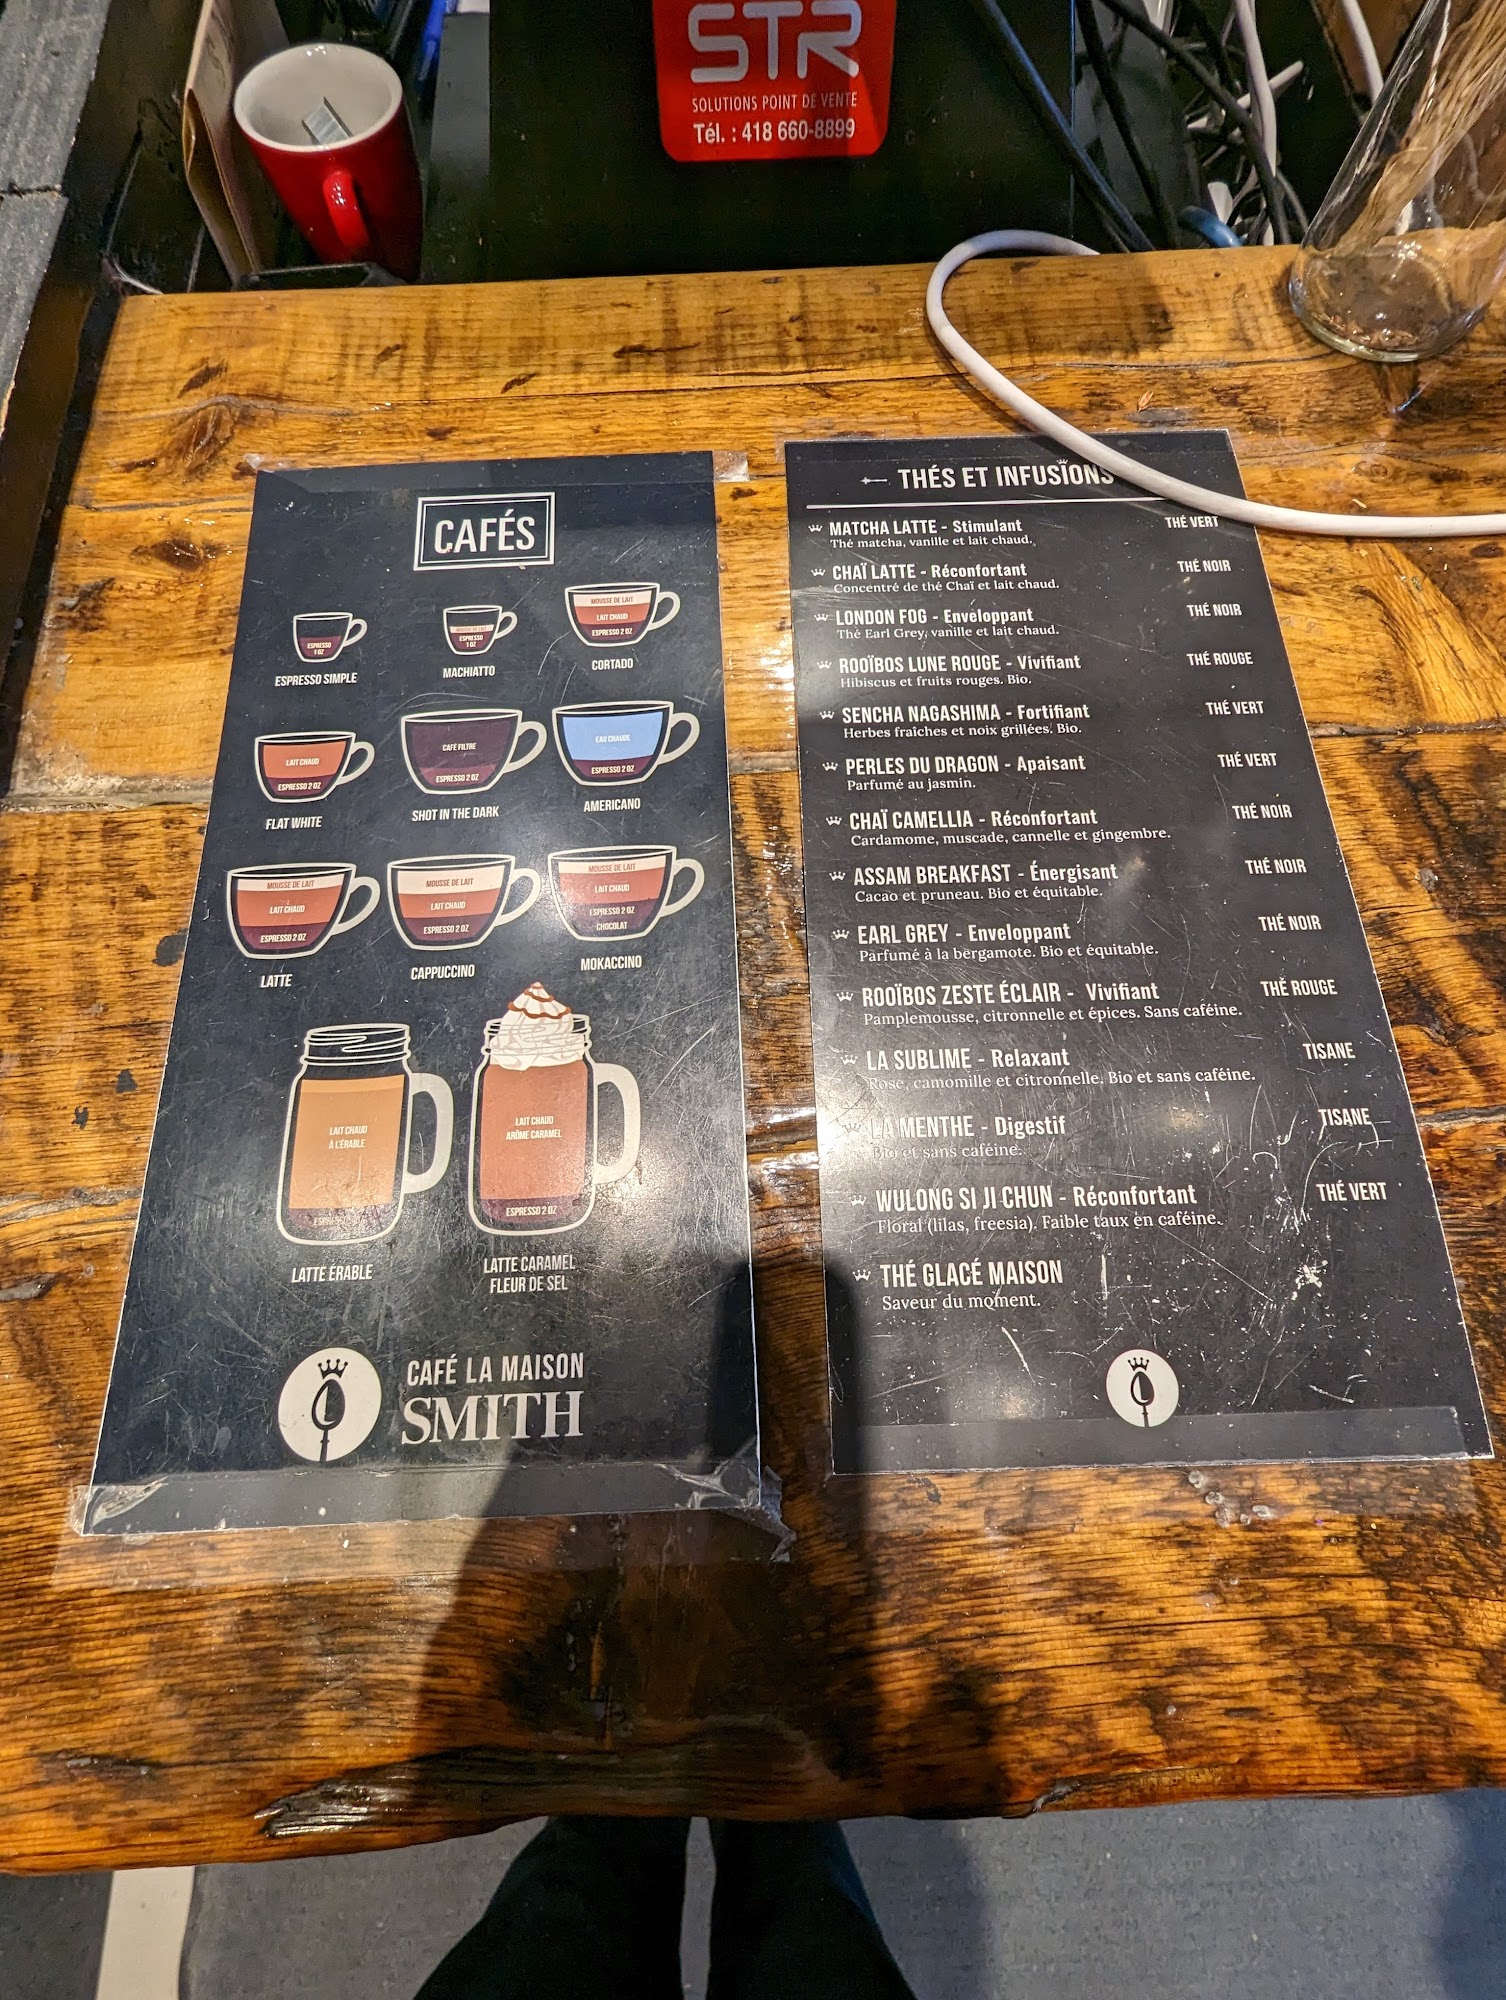 STR
SOLUTIONS POINT DE VENTE
Tél. : 418 660-8899
CAFÉS
ESPRESSO
1 OZ
ESPRESSO SIMPLE
MOUSSE DE LAIT
ESPRESSO
1 OZ
MACHIATTO
MOUSSE DE LAIT
LAIT CHAUD
ESPRESSO 2 OZ
CORTADO
LAIT CHAUD
ESPRESSO 2 OZ
FLAT WHITE
CAFÉ FILTRE
ESPRESSO 2 OZ
SHOT IN THE DARK
EAU CHAUDE
ESPRESSO 2 OZ
AMERICANO
MOUSSE DE LAIT
LAIT CHAUD
ESPRESSO 2 OZ
LATTE
MOUSSE DE LAIT
LAIT CHAUD
ESPRESSO 2 OZ
CAPPUCCINO
MOUSSE DE LAIT
LAIT CHAUD
ESPRESSO 2 OZ
CHOCOLAT
MOKACCINO
LAIT CHAUD
À L'ÉRABLE
ESPRESSO
LATTE ÉRABLE
LAIT CHAUD
ARÔME CARAMEL
ESPRESSO 2 OZ
LATTE CARAMEL
FLEUR DE SEL
CAFÉ LA MAISON
SMITH
THÉS ET INFUSIONS
MATCHA LATTE - Stimulant THÉ VERT
Thé matcha, vanille et lait chaud.
CHAÏ LATTE - Réconfortant THÉ NOIR
Concentré de thé Chaï et lait chaud.
LONDON FOG - Enveloppant THÉ NOIR
Thé Earl Grey, vanille et lait chaud.
ROOÏBOS LUNE ROUGE - Vivifiant THÉ ROUGE
Hibiscus et fruits rouges. Bio.
SENCHA NAGASHIMA - Fortifiant THÉ VERT
Herbes fraîches et noix grillées. Bio.
PERLES DU DRAGON - Apaisant THÉ VERT
Parfumé au jasmin.
CHAÏ CAMELLIA - Réconfortant THÉ NOIR
Cardamome, muscade, cannelle et gingembre.
ASSAM BREAKFAST - Énergisant THÉ NOIR
Cacao et pruneau. Bio et équitable.
EARL GREY - Enveloppant THÉ NOIR
Parfumé à la bergamote. Bio et équitable.
ROOÏBOS ZESTE ÉCLAIR - Vivifiant THÉ ROUGE
Pamplemousse, citronnelle et épices. Sans caféine.
LA SUBLIME - Relaxant TISANE
Rose, camomille et citronnelle. Bio et sans caféine.
LA MENTHE - Digestif TISANE
Bio et sans caféine.
WULONG SI JI CHUN - Réconfortant THÉ VERT
Floral (lilas, freesia). Faible taux en caféine.
THÉ GLACÉ MAISON
Saveur du moment.